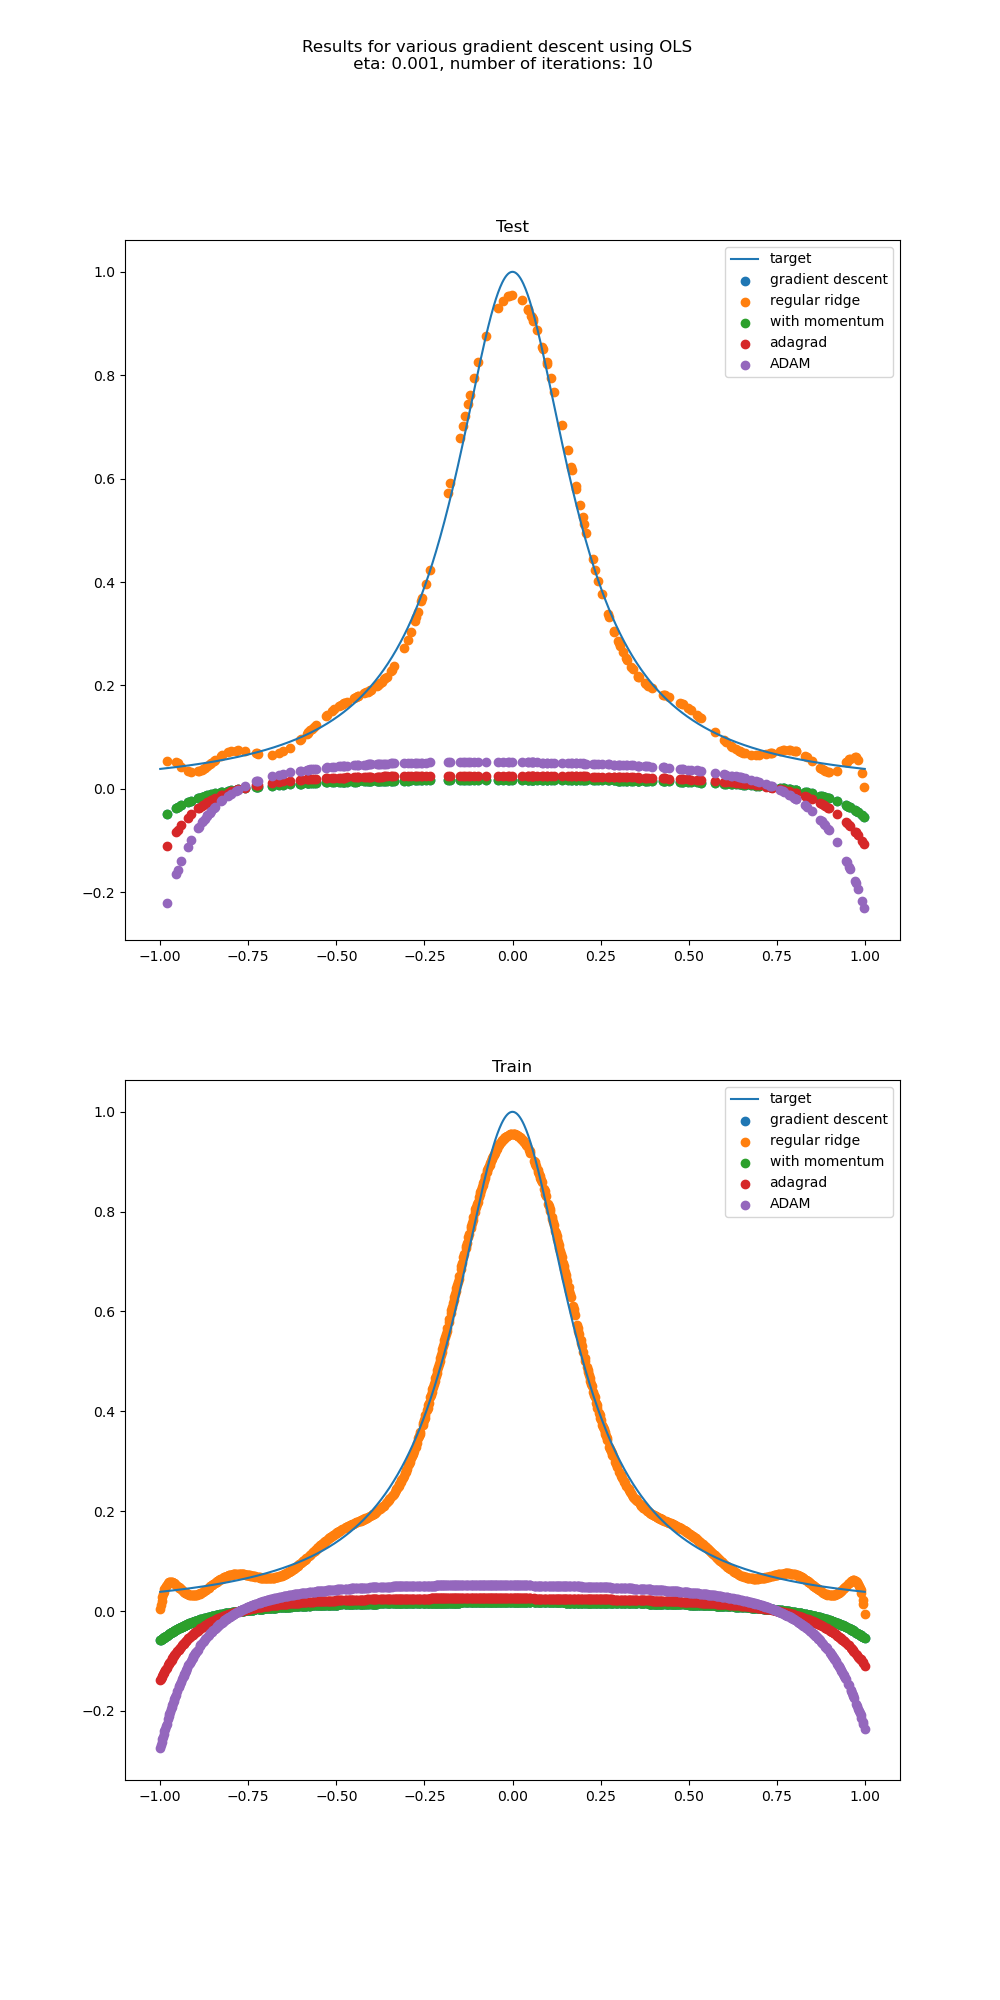 Results for various gradient descent using OLS
eta: 0.001, number of iterations: 10
Test
target
gradient descent
regular ridge
with momentum
adagrad
ADAM
1.0
0.8
0.6
0.4
0.2
0.0
−0.2
−1.00 −0.75 −0.50 −0.25 0.00 0.25 0.50 0.75 1.00
Train
target
gradient descent
regular ridge
with momentum
adagrad
ADAM
1.0
0.8
0.6
0.4
0.2
0.0
−0.2
−1.00 −0.75 −0.50 −0.25 0.00 0.25 0.50 0.75 1.00